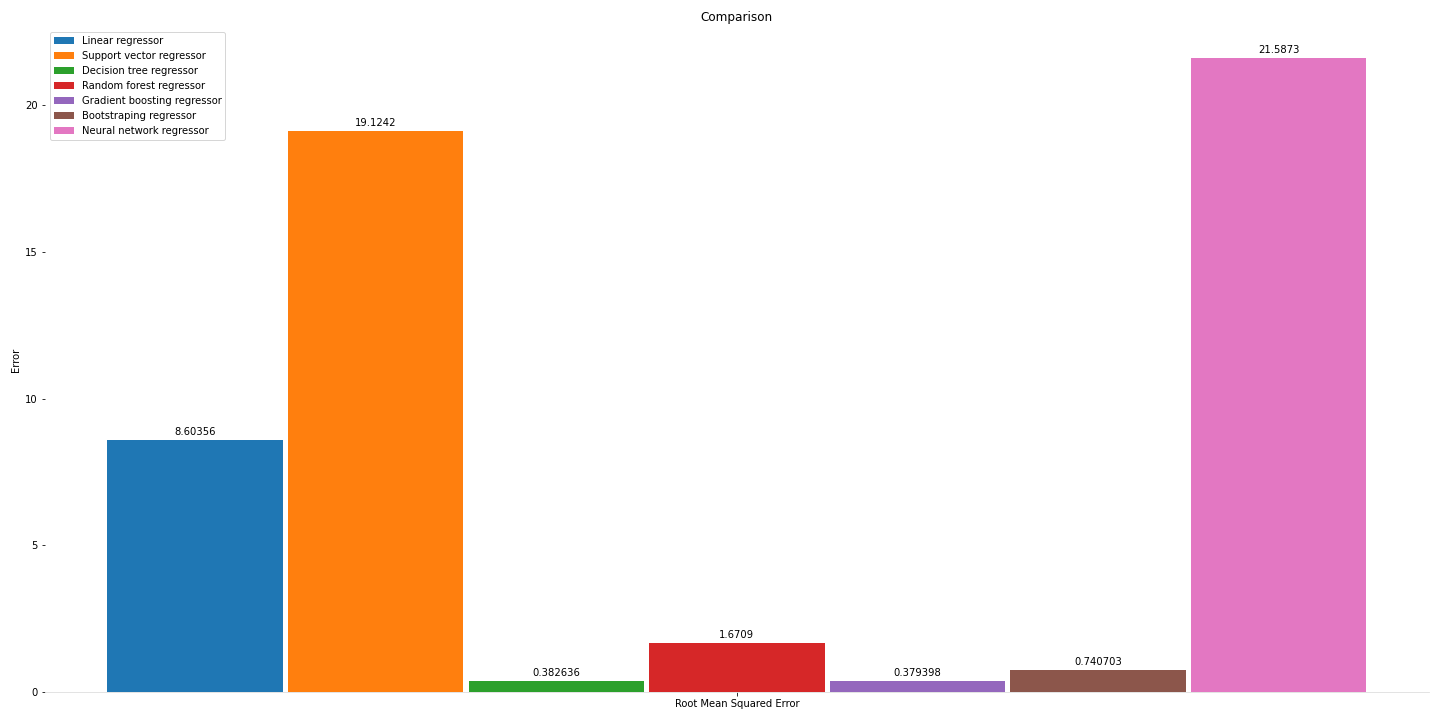 Comparison
Linear regressor
Support vector regressor
Decision tree regressor
Random forest regressor
Gradient boosting regressor
Bootstraping regressor
Neural network regressor
21.5873
20
19.1242
15
Error
10
8.60356
5
1.6709
0.740703
0.382636
0.379398
0
Root Mean Squared Error